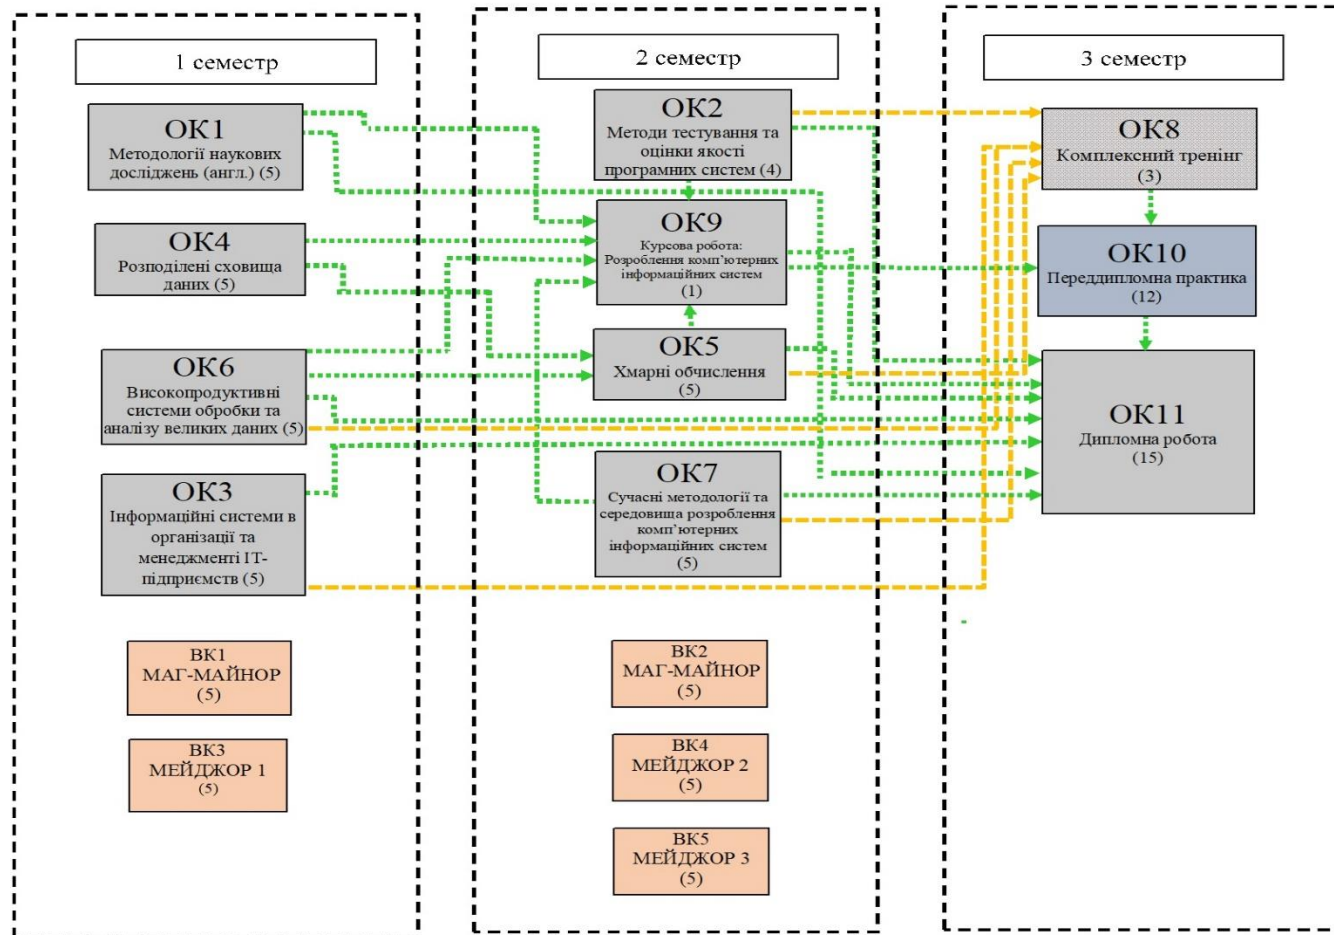 1 семестр
ОК1
Методології наукових
досліджень (англ.) (5)
ОК4
Розподілені сховища
даних (5)
ОК6
Високопродуктивні
системи обробки та
аналізу великих даних (5)
ОК3
Інформаційні системи в
організації та
менеджменті ІТ-
підприємств (5)
ВК1
МАГ-МАЙНОР
(5)
ВК3
МЕЙДЖОР 1
(5)
2 семестр
ОК2
Методи тестування та
оцінки якості
програмних систем (4)
ОК9
Курсова робота:
Розроблення комп’ютерних
інформаційних систем
(1)
ОК5
Хмарні обчислення
(5)
ОК7
Сучасні методології та
середовища розроблення
комп’ютерних
інформаційних систем
(5)
ВК2
МАГ-МАЙНОР
(5)
ВК4
МЕЙДЖОР 2
(5)
ВК5
МЕЙДЖОР 3
(5)
3 семестр
ОК8
Комплексний тренінг
(3)
ОК10
Переддипломна практика
(12)
ОК11
Дипломна робота
(15)